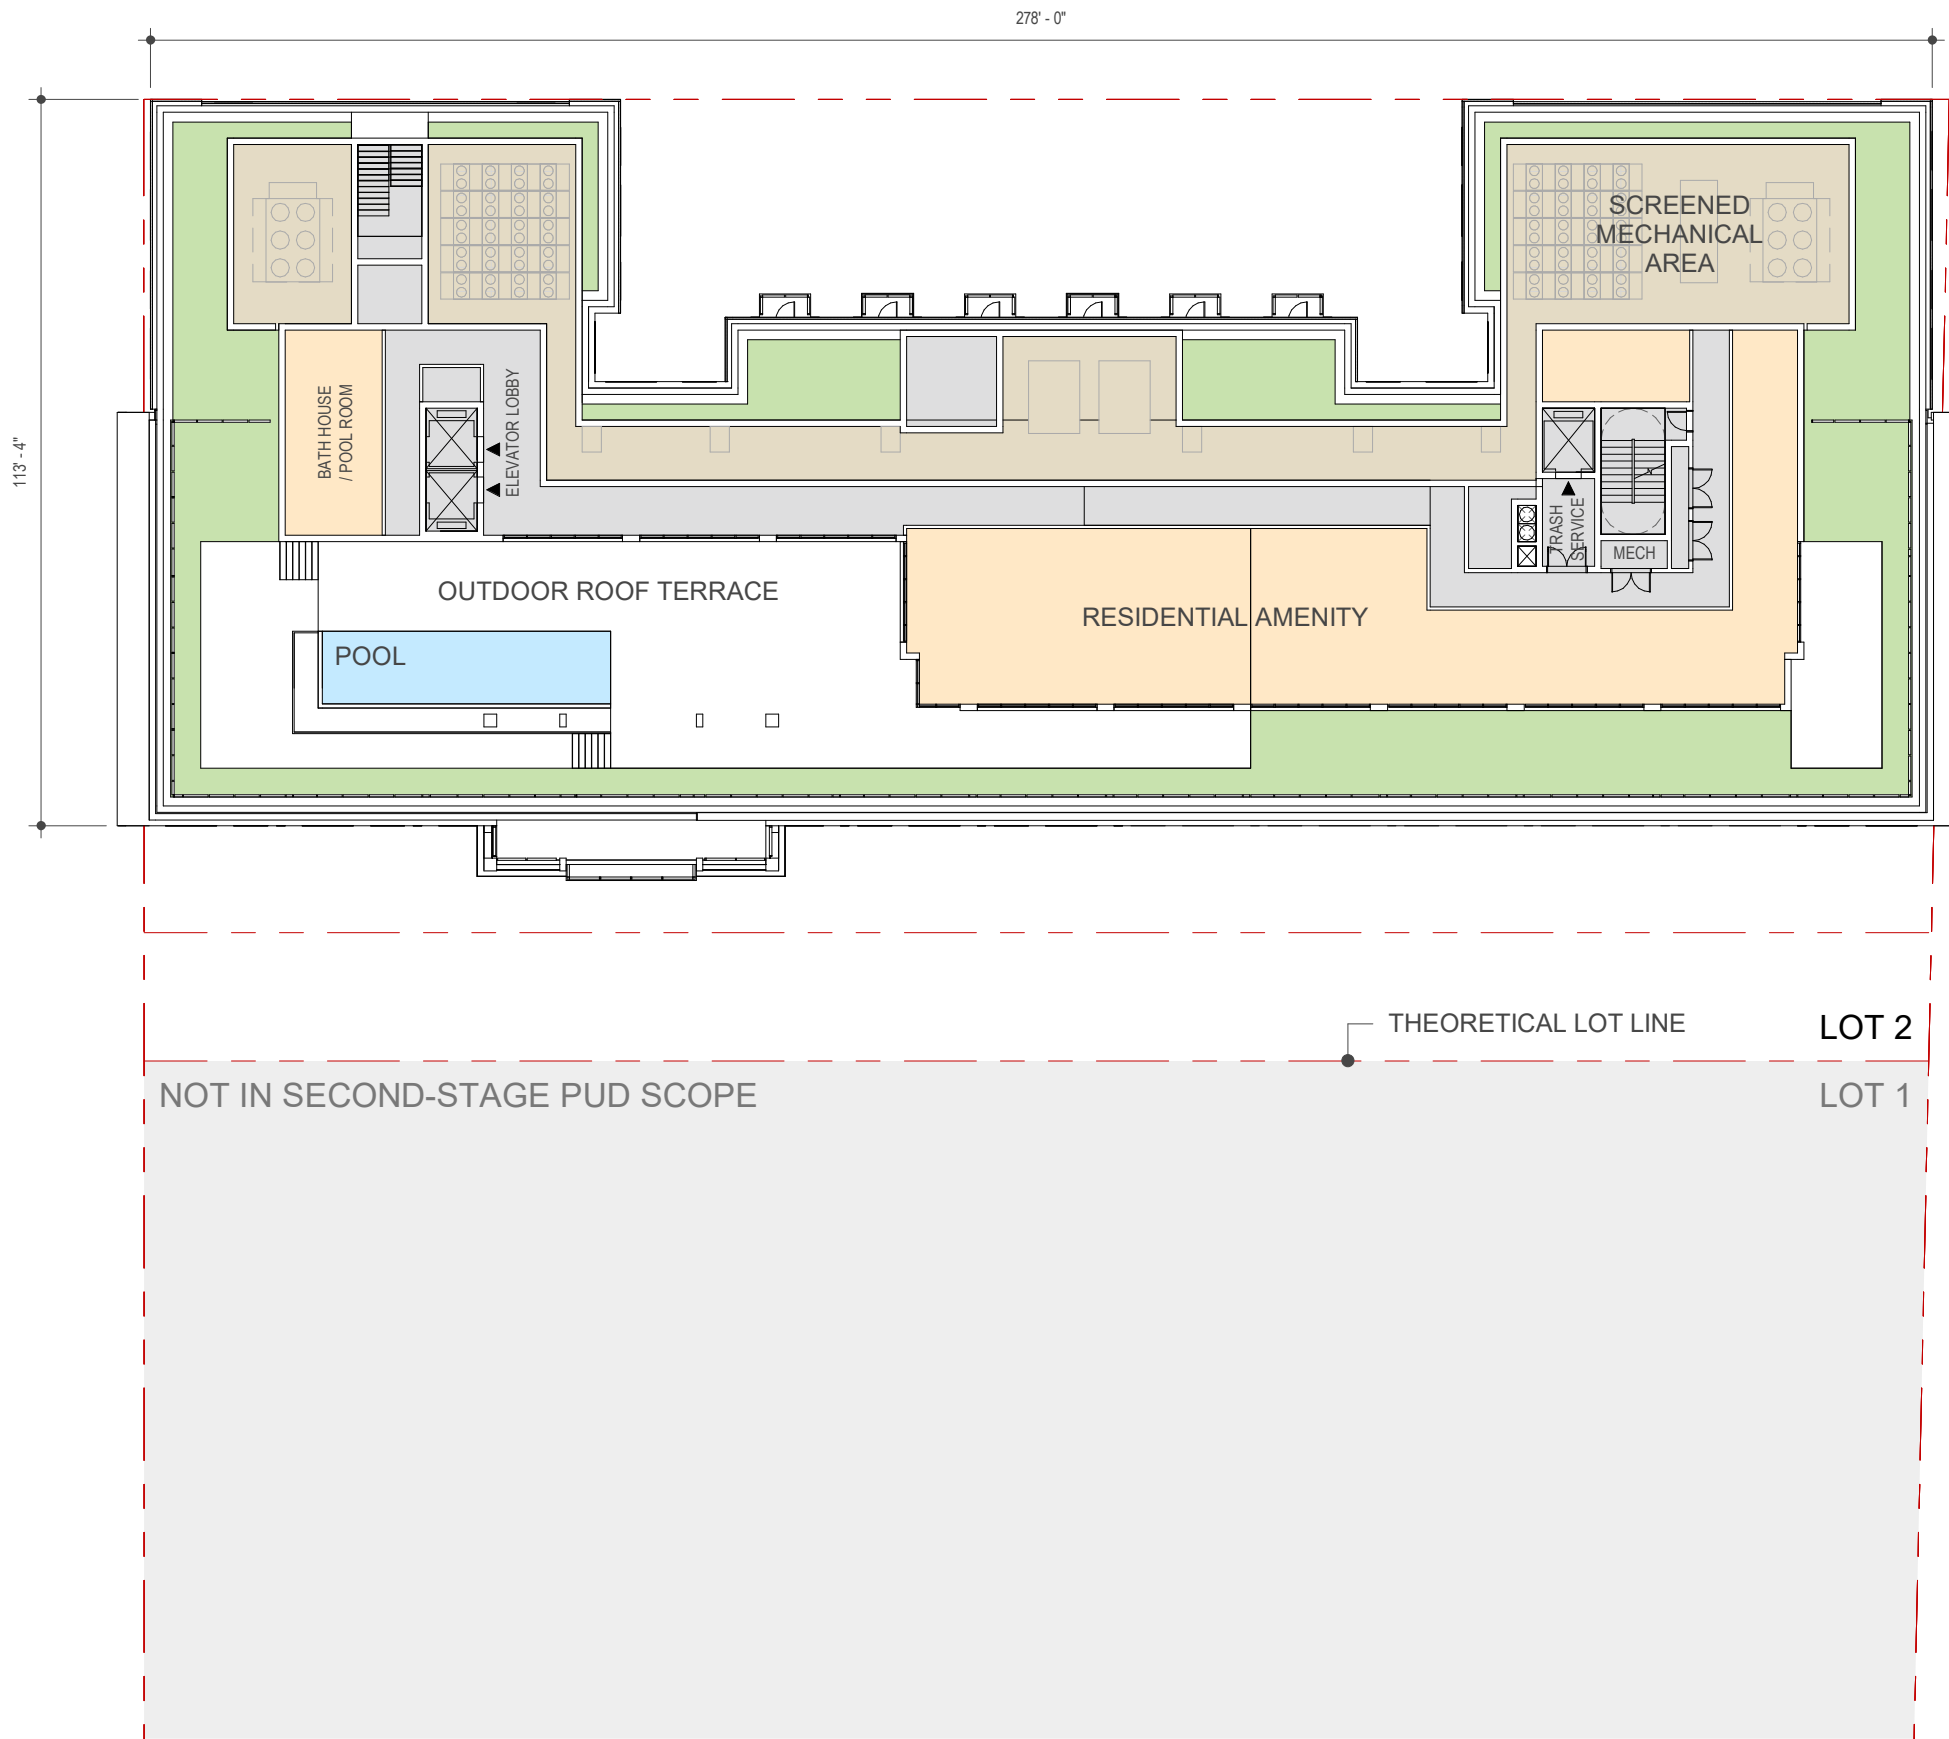 278' - 0"
113' - 4"
SCREENED
MECHANICAL
AREA
BATH HOUSE
/ POOL ROOM
ELEVATOR LOBBY
TRASH
SERVICE
MECH
OUTDOOR ROOF TERRACE
RESIDENTIAL AMENITY
POOL
THEORETICAL LOT LINE
LOT 2
NOT IN SECOND-STAGE PUD SCOPE
LOT 1